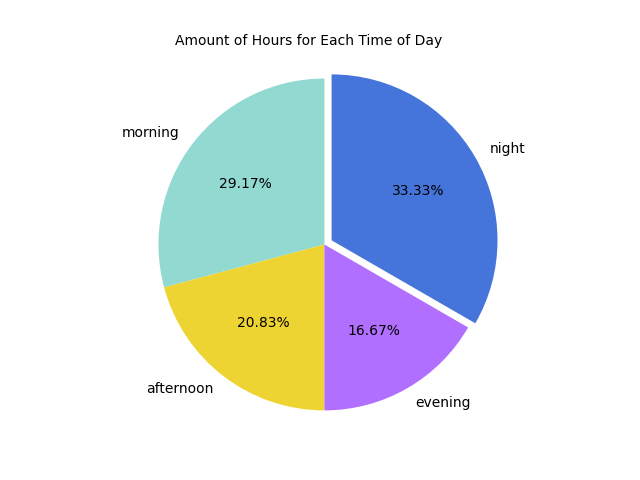 Amount of Hours for Each Time of Day
morning
night
29.17%
33.33%
20.83%
16.67%
afternoon
evening